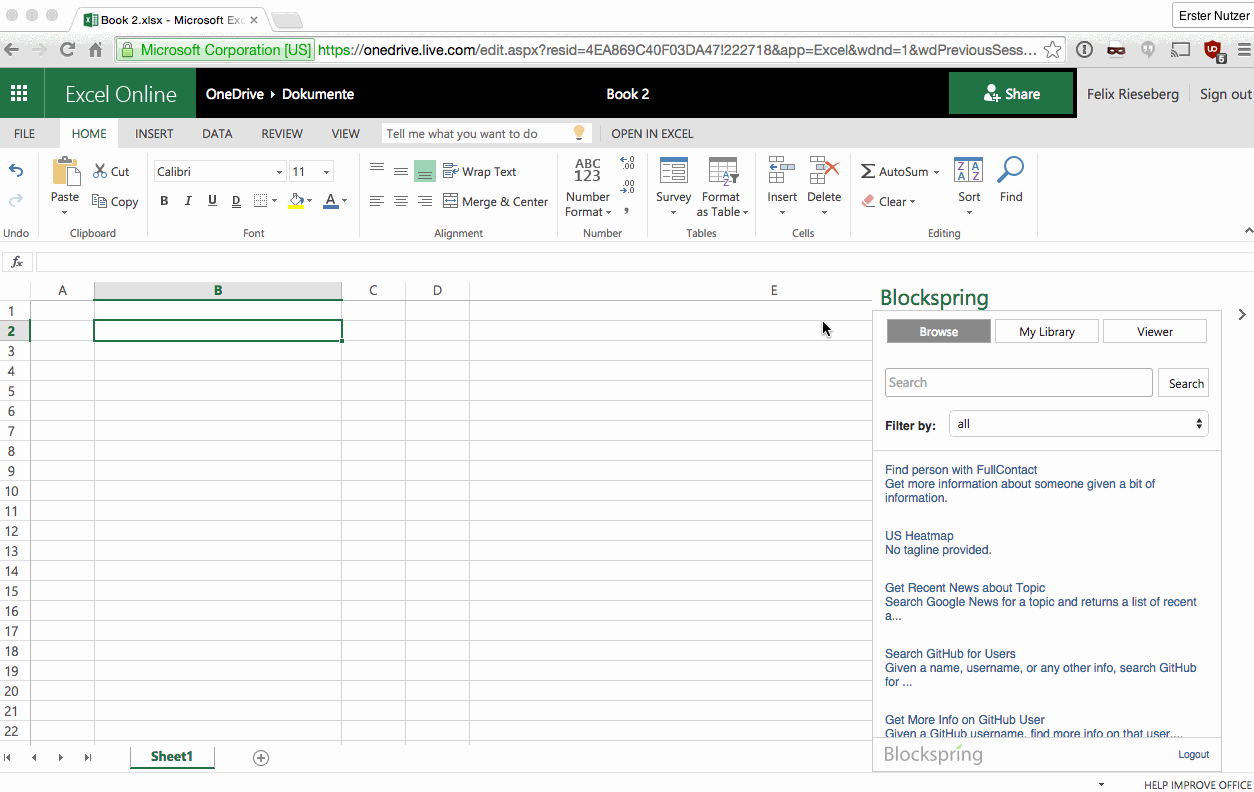 Book 2.xlsx - Microsoft Exc
Erster Nutzer
Microsoft Corporation [US] https://onedrive.live.com/edit.aspx?resid=4EA869C40F03DA47!222718&app=Excel&wdnd=1&wdPreviousSess...
5
Excel Online OneDrive Dokumente Book 2 Share Felix Rieseberg Sign out
FILE HOME INSERT DATA REVIEW VIEW Tell me what you want to do OPEN IN EXCEL
Paste Cut Copy
Calibri 11
B I U D A
Wrap Text
Merge & Center
ABC 123
Number Format
.00 .0
.00 .0
Survey
Format as Table
Insert Delete
AutoSum
Clear
Sort
Find
Undo Clipboard Font Alignment Number Tables Cells Editing
fx
A B C D E
1
2
3
4
5
6
7
8
9
10
11
12
13
14
15
16
17
18
19
20
21
22
Blockspring
Browse My Library Viewer
Search Search
Filter by: all
Find person with FullContact
Get more information about someone given a bit of
information.
US Heatmap
No tagline provided.
Get Recent News about Topic
Search Google News for a topic and returns a list of recent
a...
Search GitHub for Users
Given a name, username, or any other info, search GitHub
for ...
Get More Info on GitHub User
Given a GitHub username, find more info on that user....
Blockspring Logout
Sheet1
HELP IMPROVE OFFICE